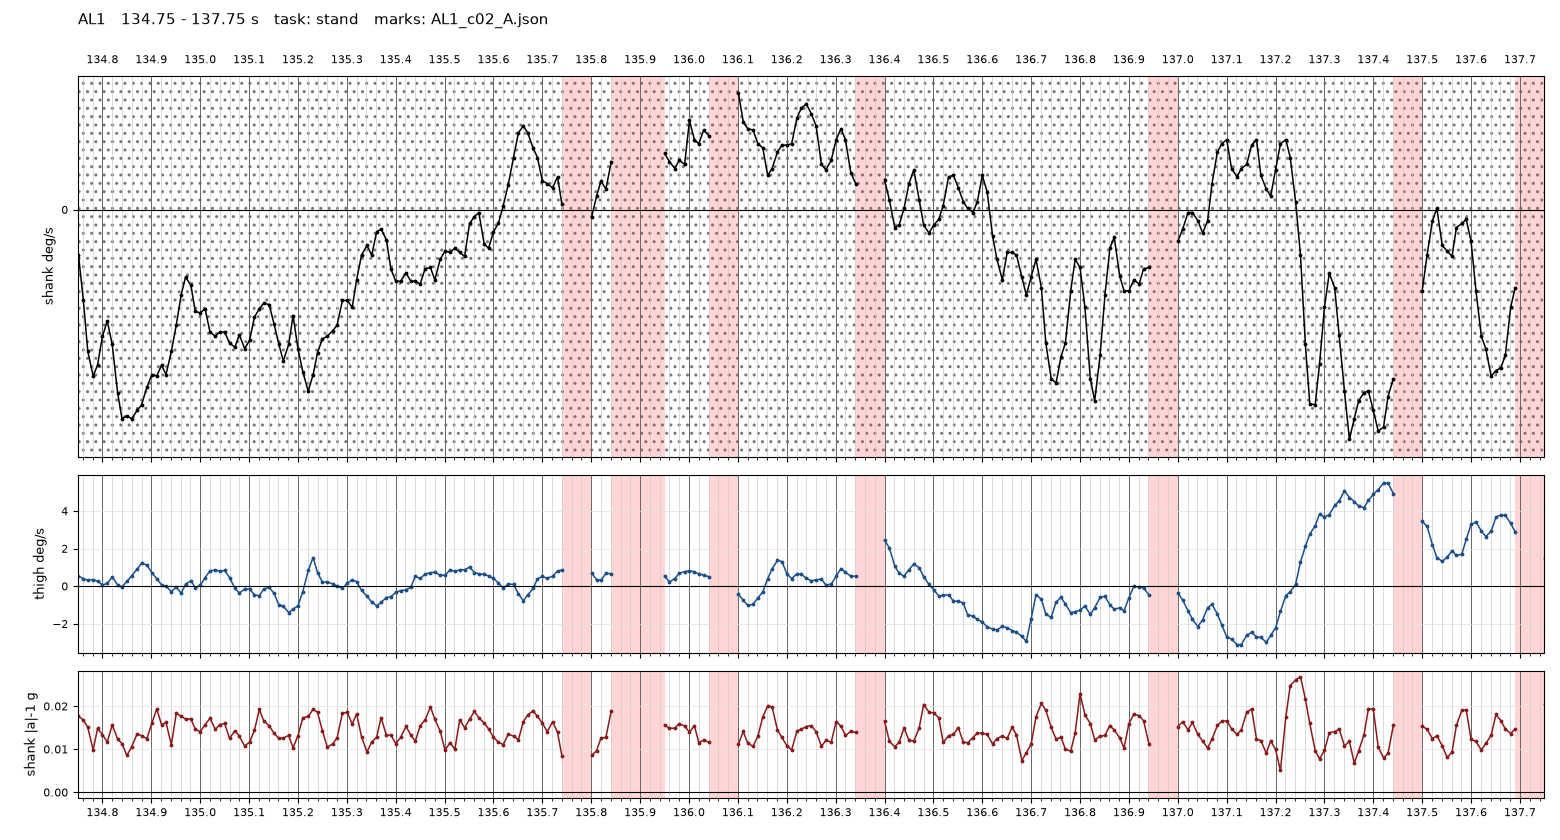 AL1   134.75 - 137.75 s   task: stand   marks: AL1_c02_A.json
134.8 134.9 135.0 135.1 135.2 135.3 135.4 135.5 135.6 135.7 135.8 135.9 136.0 136.1 136.2 136.3 136.4 136.5 136.6 136.7 136.8 136.9 137.0 137.1 137.2 137.3 137.4 137.5 137.6 137.7
shank deg/s
0
thigh deg/s
4
2
0
−2
shank |a|-1 g
0.02
0.01
0.00
134.8 134.9 135.0 135.1 135.2 135.3 135.4 135.5 135.6 135.7 135.8 135.9 136.0 136.1 136.2 136.3 136.4 136.5 136.6 136.7 136.8 136.9 137.0 137.1 137.2 137.3 137.4 137.5 137.6 137.7